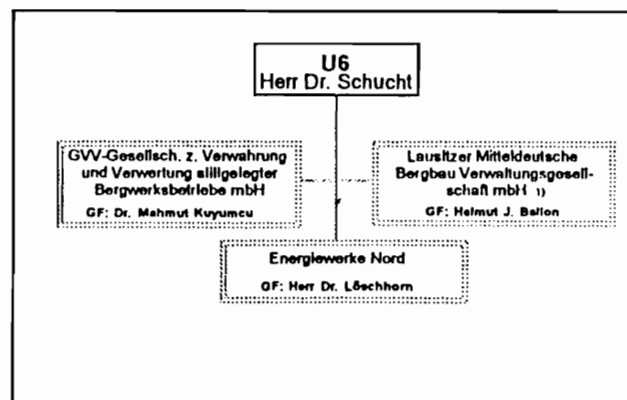 U6
Herr Dr. Schucht
GVV-Gesellsch. z. Verwahrung
und Verwertung stillgelegter
Bergwerksbetriebe mbH
GF: Dr. Mahmut Kuyumcu
Lausitzer Mitteldeutsche
Bergbau Verwaltungsgesell-
schaft mbH 1)
GF: Helmut J. Ballon
Energiewerke Nord
GF: Herr Dr. Löschhorn